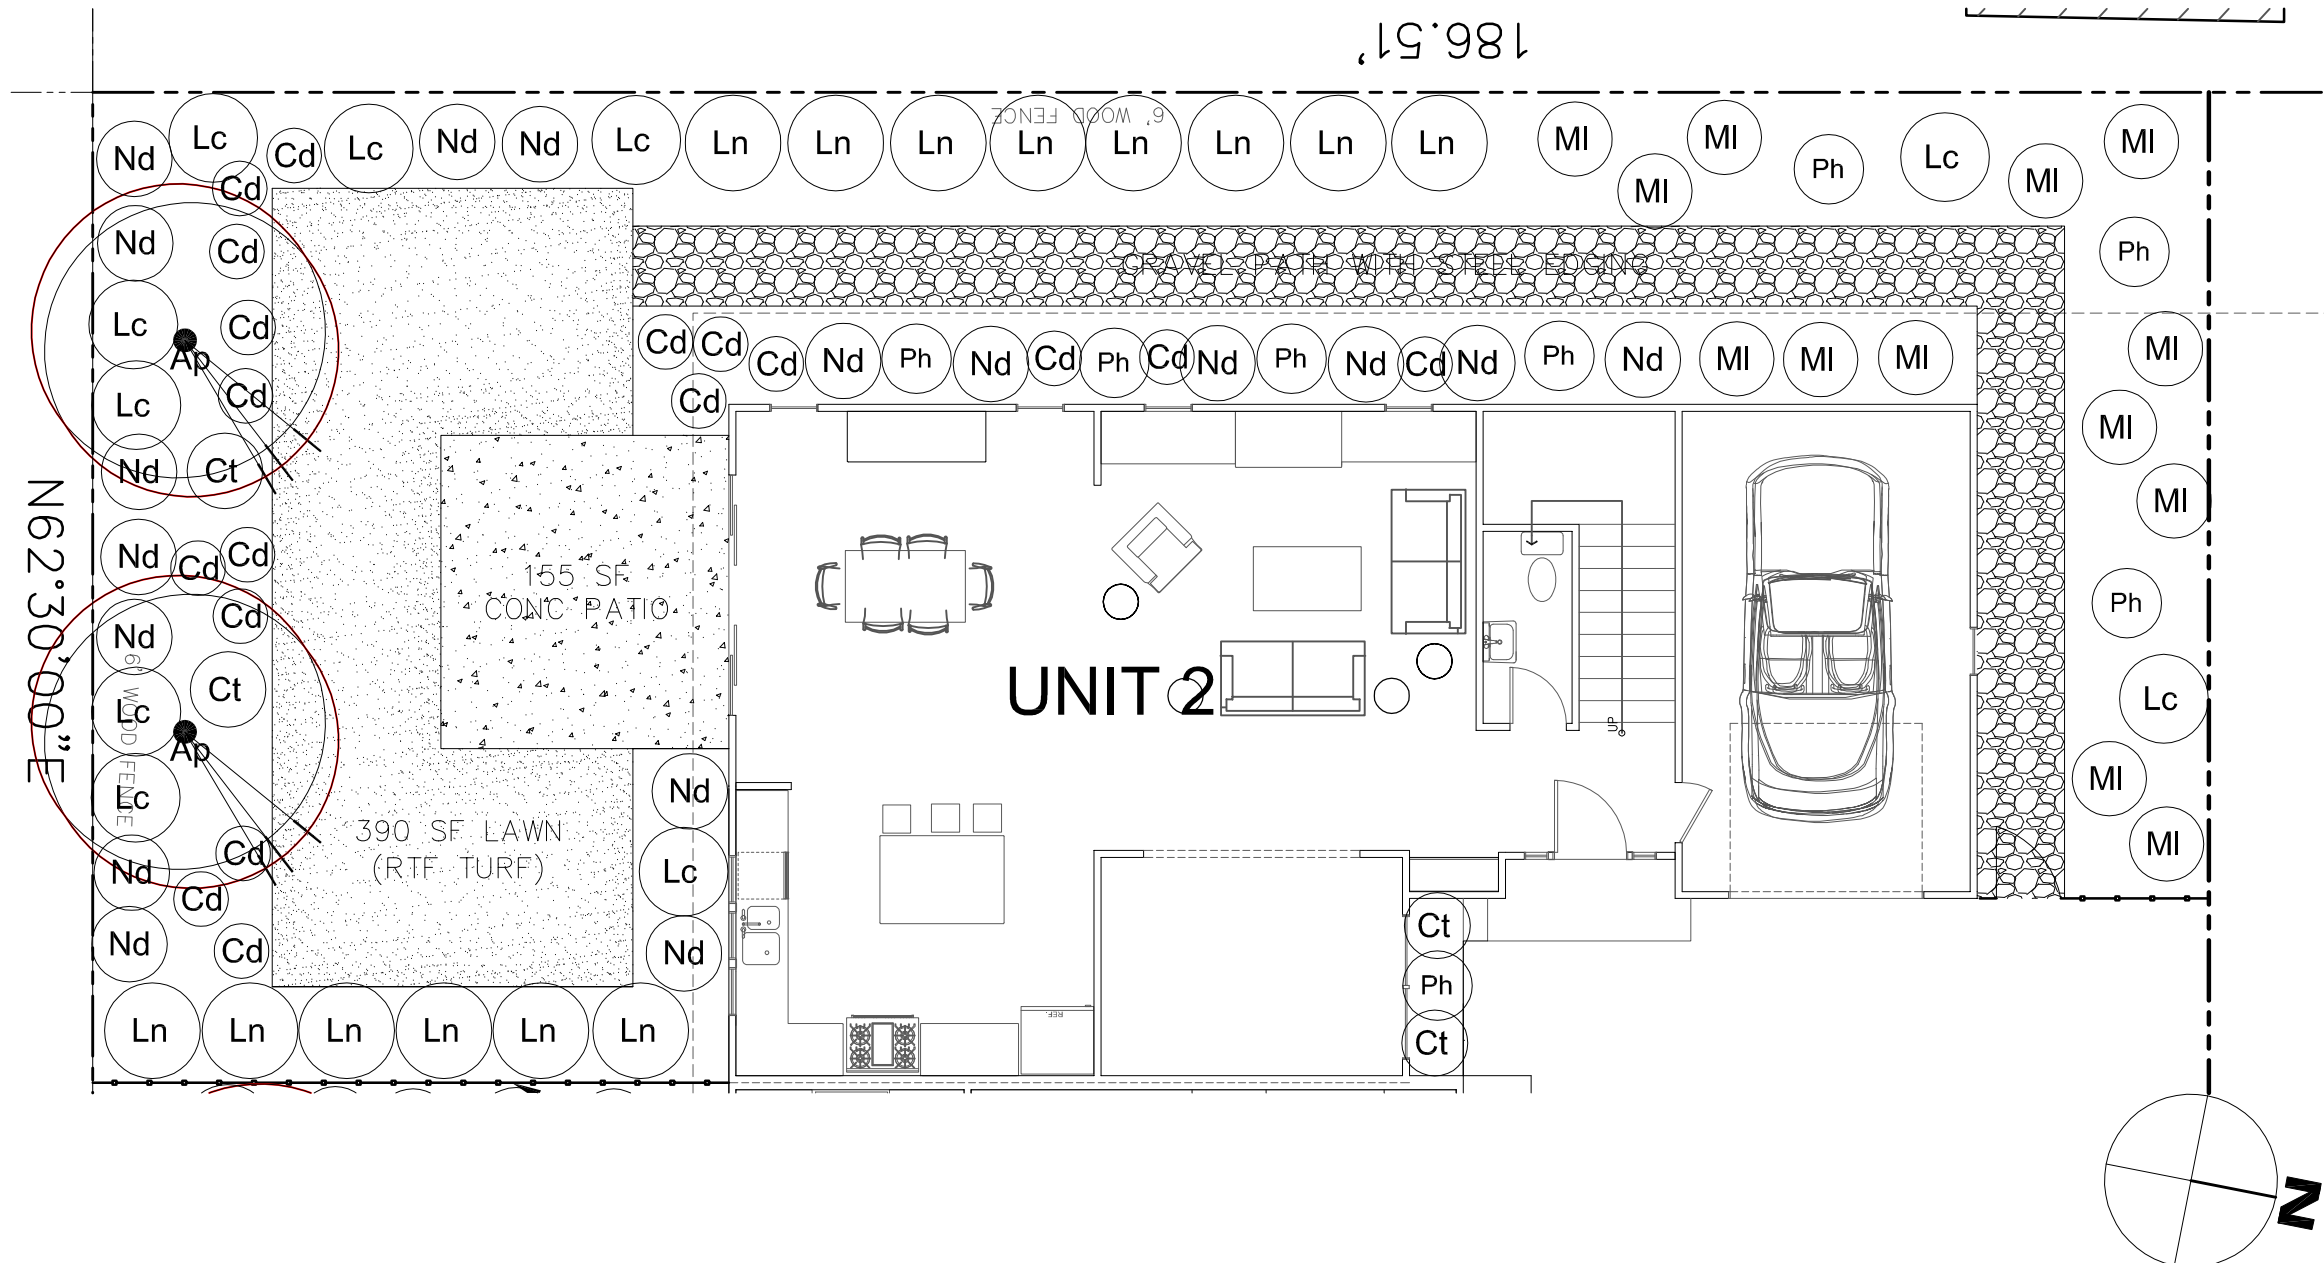 186.51'
6' WOOD FENCE
Nd Lc Cd Lc Nd Nd Lc Ln Ln Ln Ln Ln Ln Ln Ln Ml Ml Ml Ph Lc Ml Ml
Cd
Nd Cd Ph
GRAVEL PATH WITH STEEL EDGING
Lc Cd
Ap
Cd Cd Cd Nd Ph Nd Cd Ph Cd Nd Ph Nd Cd Nd Ph Nd Ml Ml Ml Ml
Lc Cd Cd Ml
Nd Ct Ml
N62°30'00"E
Nd Cd Cd
155 SF
CONC PATIO
Nd Cd Ph
6' WOOD FENCE
Lc Ct
UNIT 2
Lc
UP
Ap
Lc Nd Ml
390 SF LAWN
(RTF TURF)
Nd Cd Lc Ml
Cd
Nd Cd Nd Ct
Ph
REF.
Ln Ln Ln Ln Ln Ln Ct
N